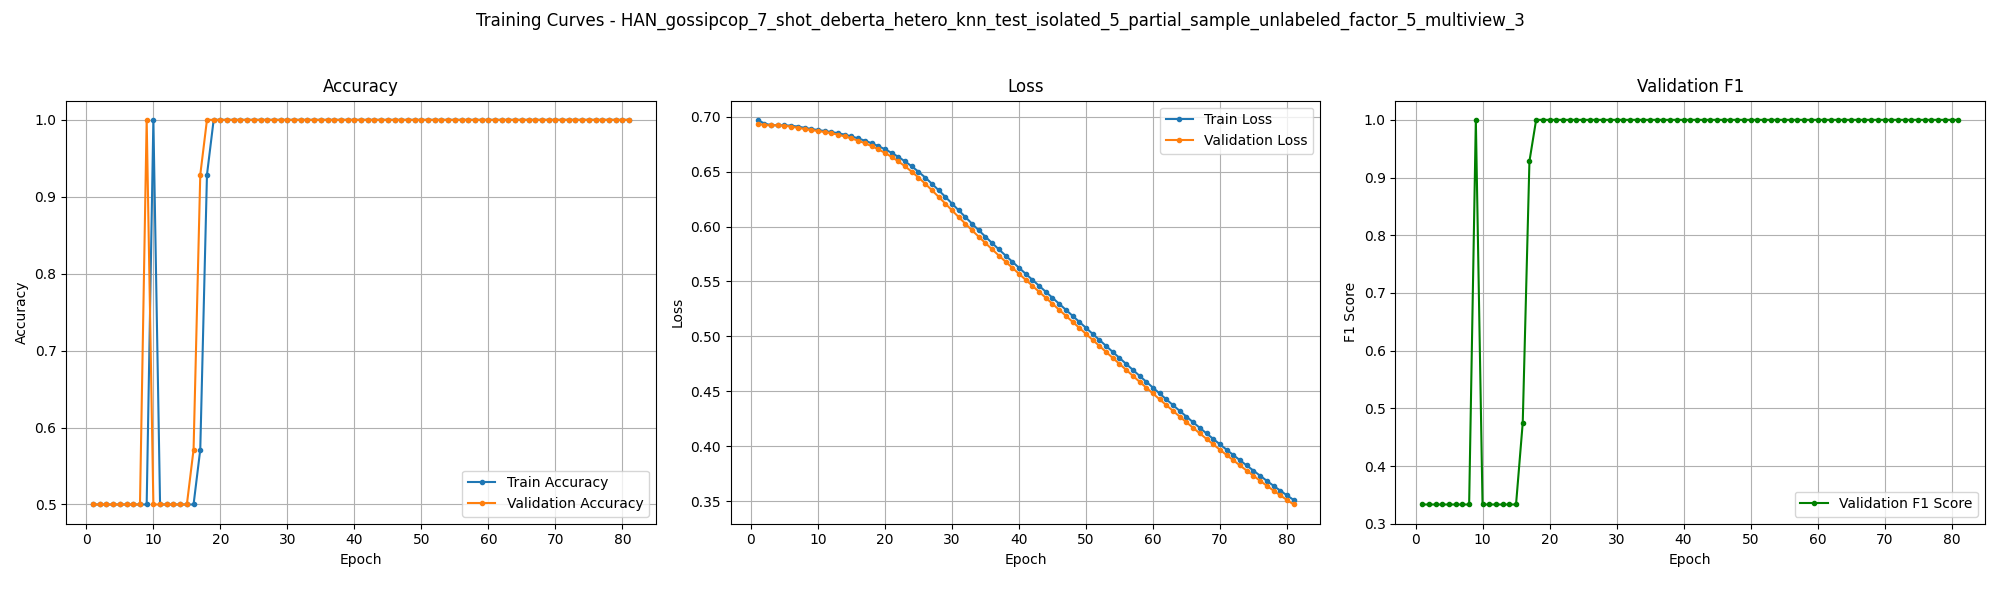 Training Curves - HAN_gossipcop_7_shot_deberta_hetero_knn_test_isolated_5_partial_sample_unlabeled_factor_5_multiview_3
Accuracy
1.0
0.9
0.8
0.7
0.6
0.5
Accuracy
0 10 20 30 40 50 60 70 80
Epoch
Train Accuracy
Validation Accuracy
Loss
0.70
0.65
0.60
0.55
0.50
0.45
0.40
0.35
Loss
0 10 20 30 40 50 60 70 80
Epoch
Train Loss
Validation Loss
Validation F1
1.0
0.9
0.8
0.7
0.6
0.5
0.4
0.3
F1 Score
0 10 20 30 40 50 60 70 80
Epoch
Validation F1 Score